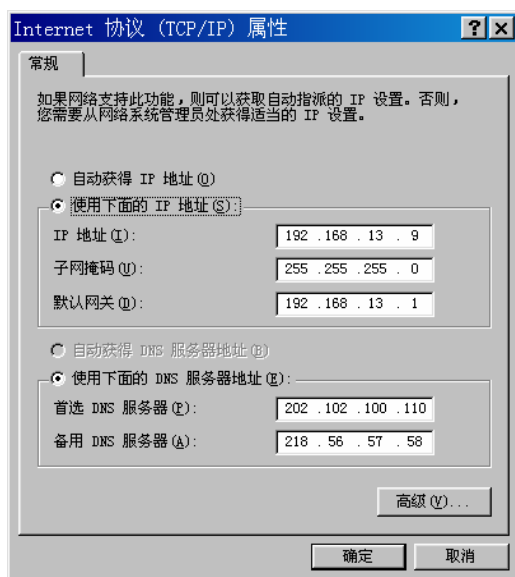 Internet 协议 (TCP/IP) 属性
常规
如果网络支持此功能，则可以获取自动指派的 IP 设置。否则，
您需要从网络系统管理员处获得适当的 IP 设置。
自动获得 IP 地址(O)
使用下面的 IP 地址(S):
IP 地址(I): 192 .168 . 13 . 9
子网掩码(U): 255 .255 .255 . 0
默认网关(D): 192 .168 . 13 . 1
自动获得 DNS 服务器地址(B)
使用下面的 DNS 服务器地址(E):
首选 DNS 服务器(P): 202 .102 .100 .110
备用 DNS 服务器(A): 218 . 56 . 57 . 58
高级(V)...
确定 取消